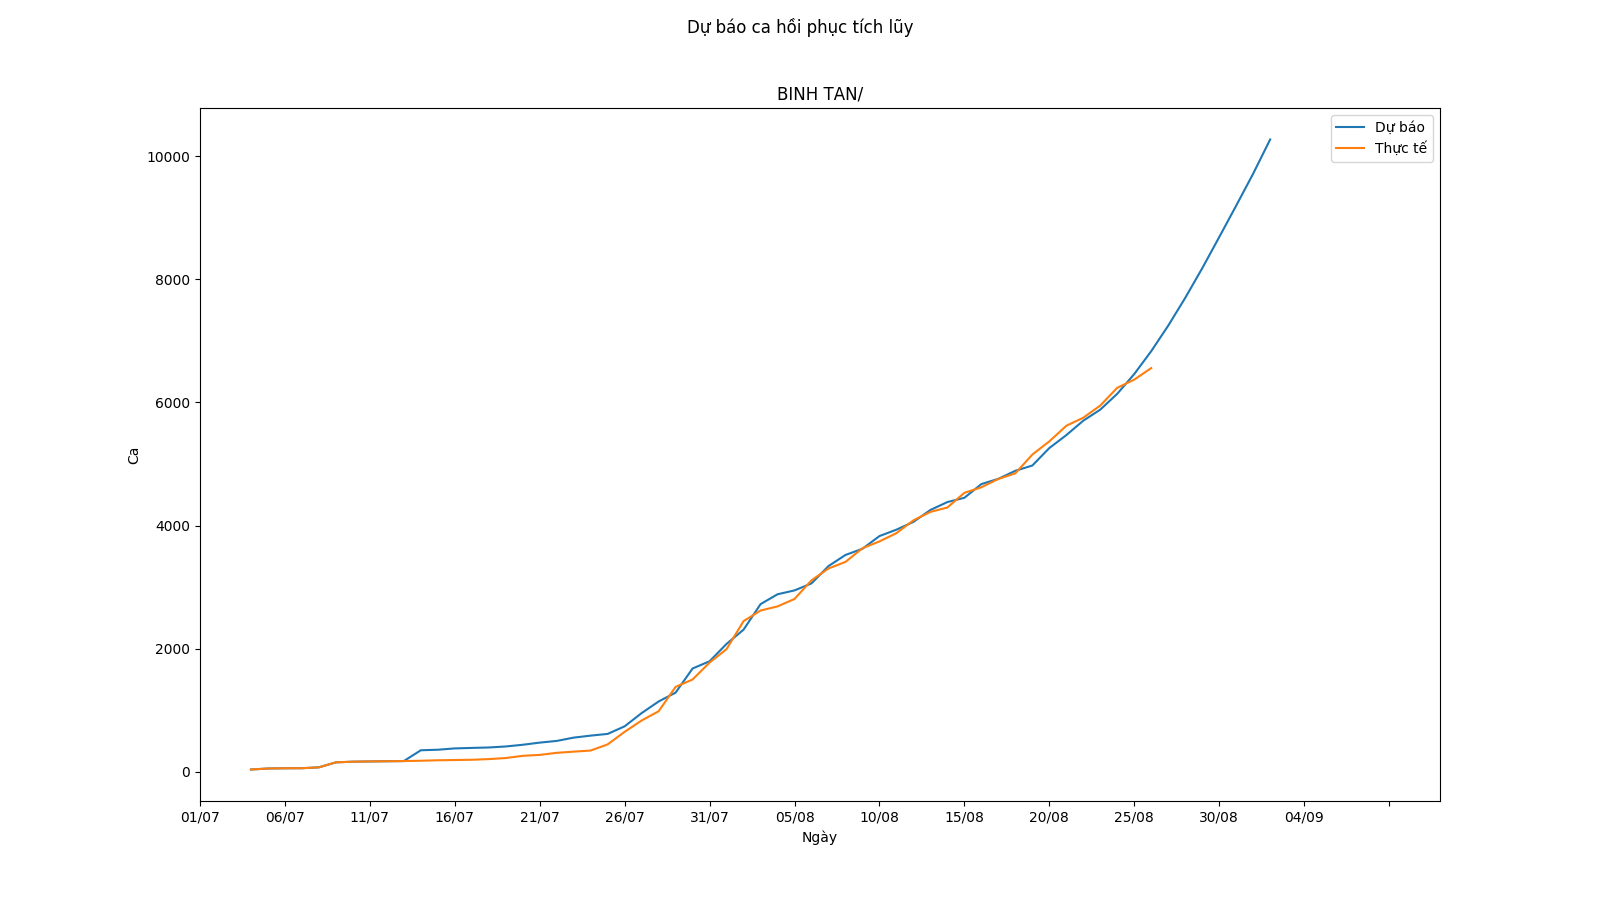 Dự báo ca hồi phục tích lũy
BINH TAN/
Dự báo
Thực tế
10000
8000
6000
4000
2000
0
Ca
01/07 06/07 11/07 16/07 21/07 26/07 31/07 05/08 10/08 15/08 20/08 25/08 30/08 04/09
Ngày